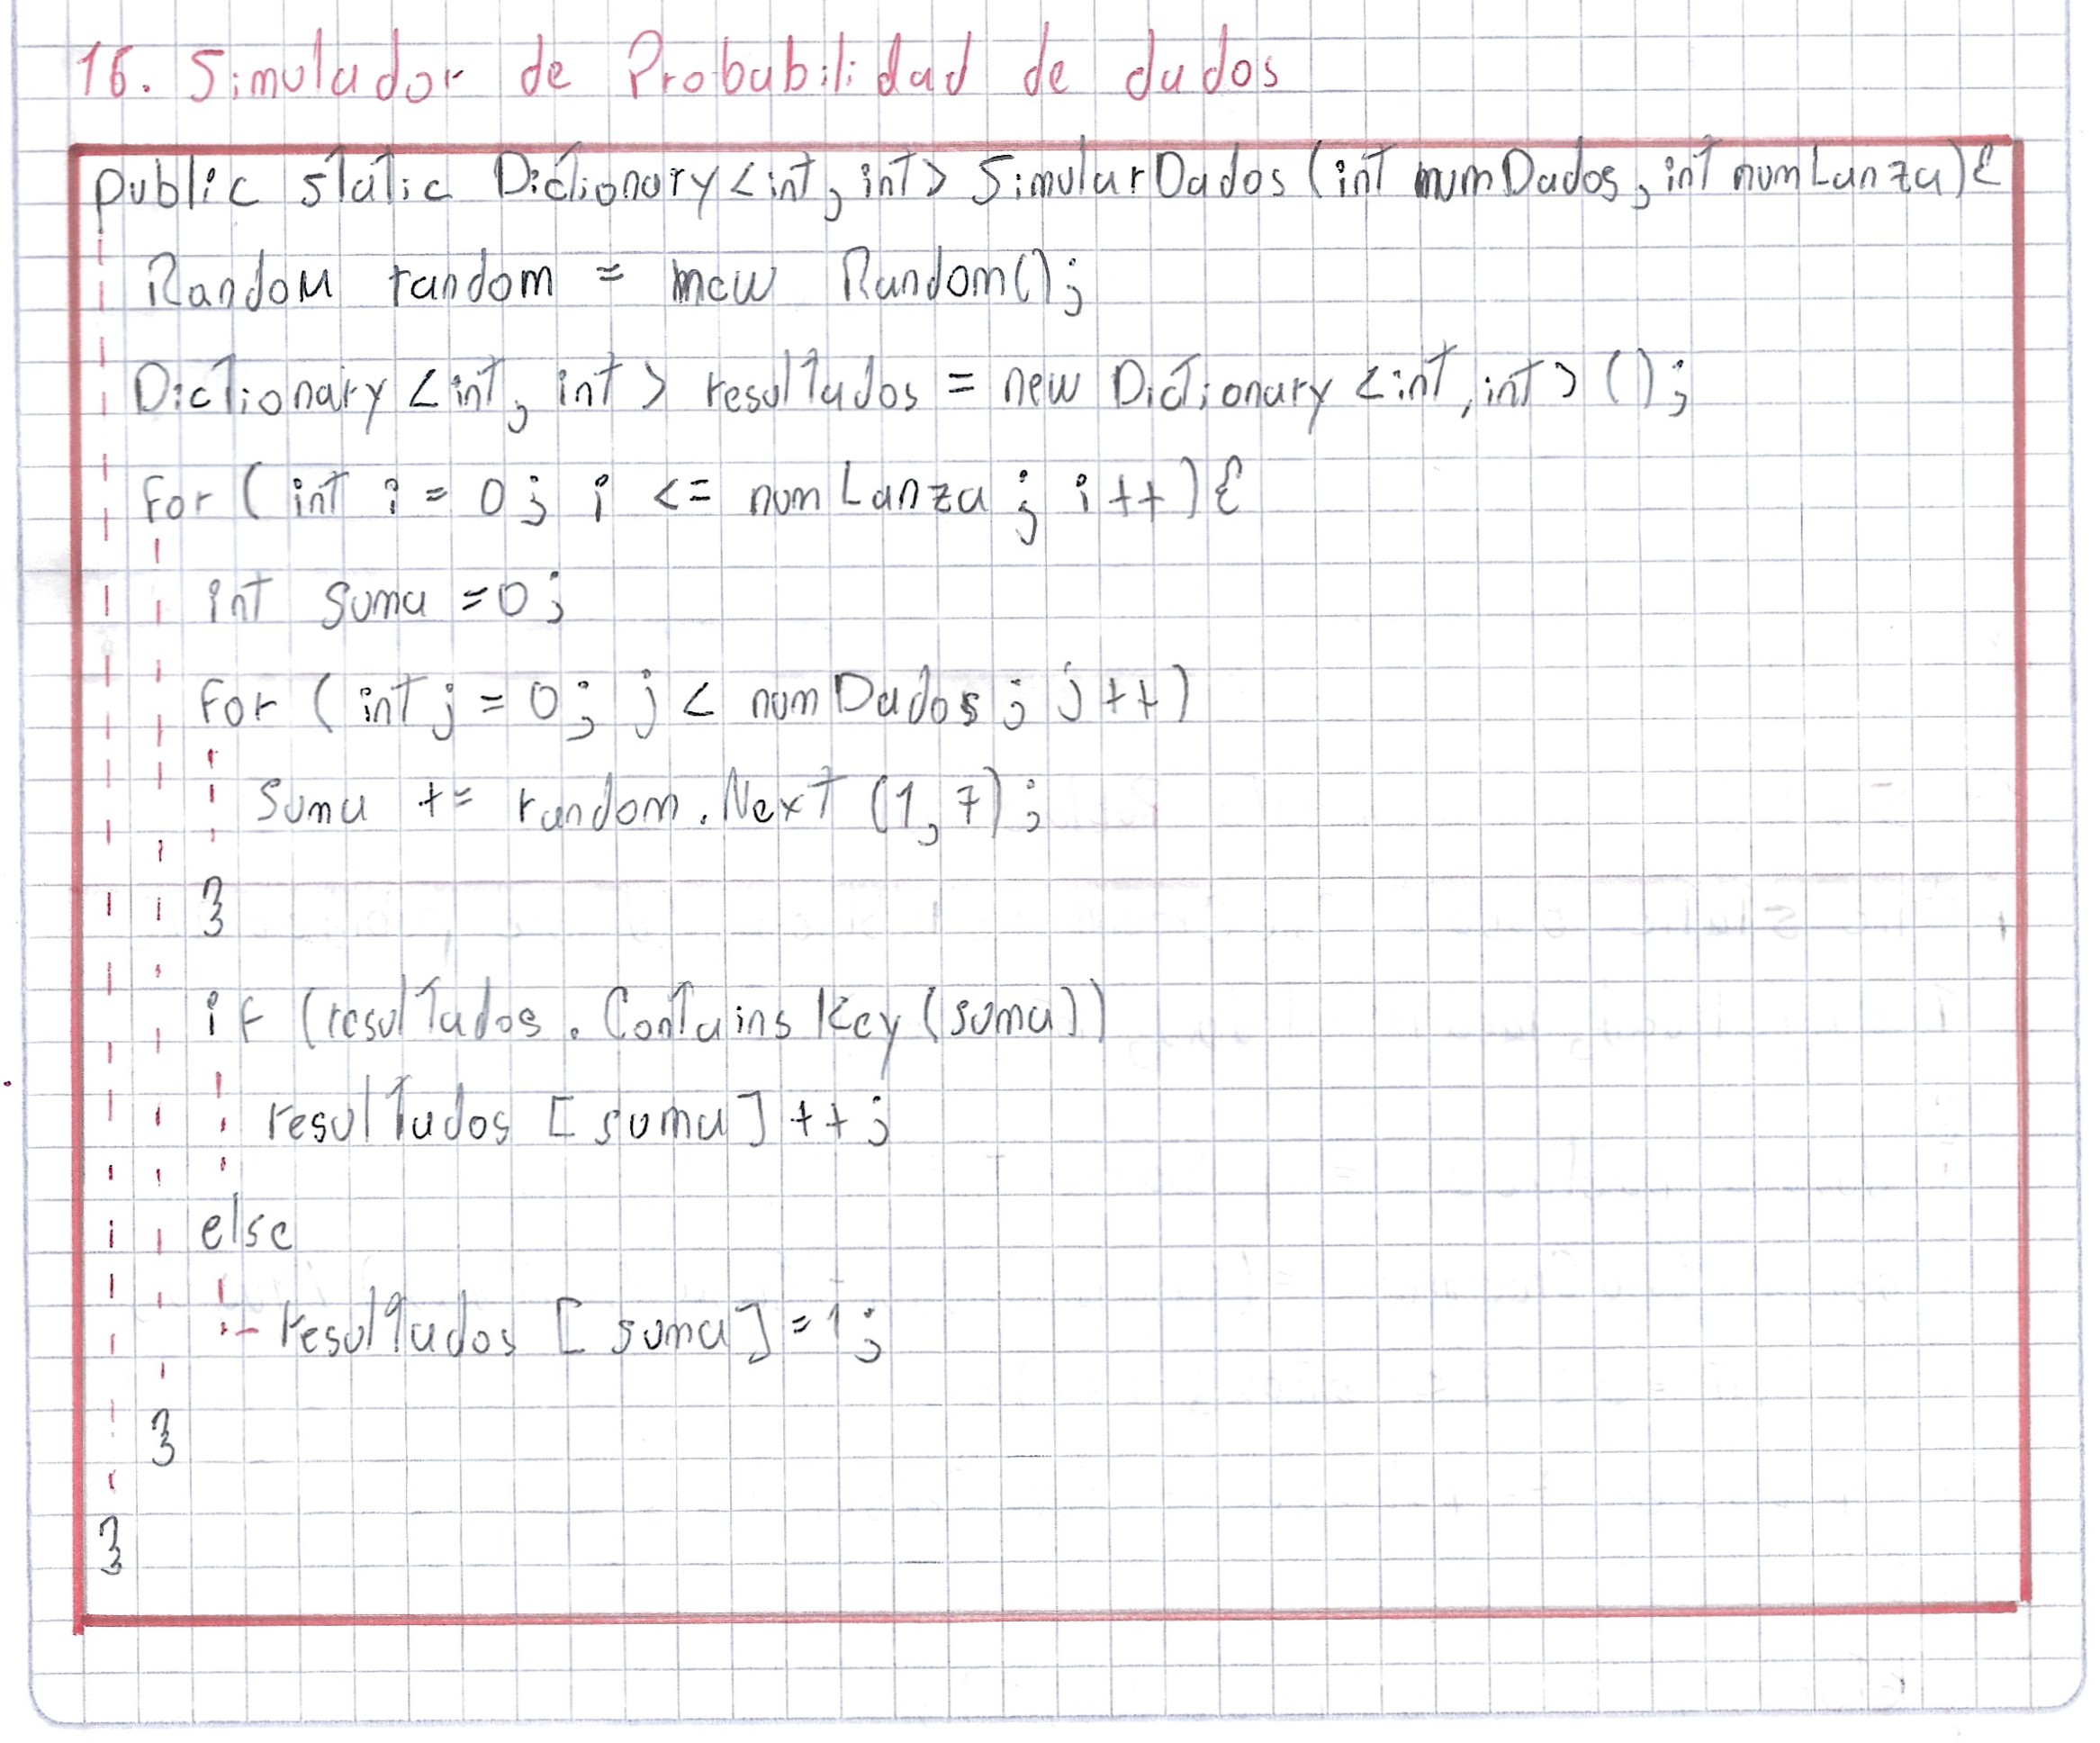 16. Simulador de Probabilidad de dados
public static Dictionary<int, int> SimularDados (int numDados, int numLanza){
Random random = new Random();
Dictionary <int, int> resultados = new Dictionary <int, int> ();
for ( int i = 0; i <= numLanza; i++){
int suma = 0;
for ( int j = 0; j < numDados; j++)
suma += random.Next (1,7);
}
if (resultados.ContainsKey(suma))
resultados [suma]++;
else
resultados [suma] = 1;
}
}